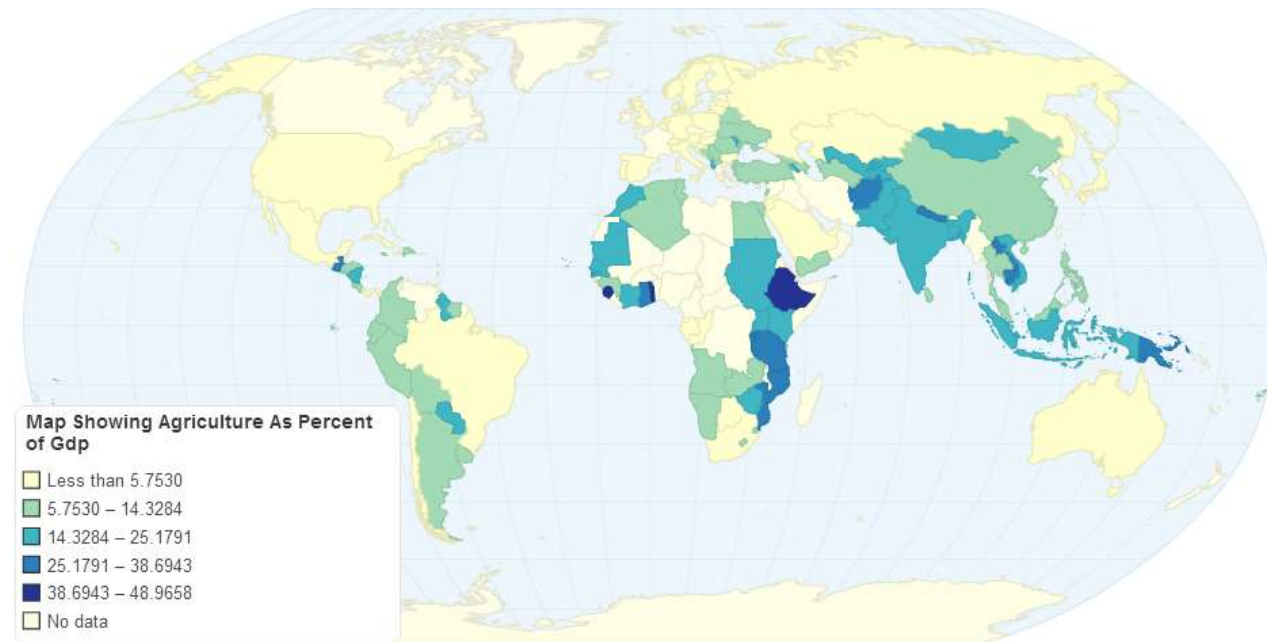 Map Showing Agriculture As Percent
of Gdp
Less than 5.7530
5.7530 – 14.3284
14.3284 – 25.1791
25.1791 – 38.6943
38.6943 – 48.9658
No data